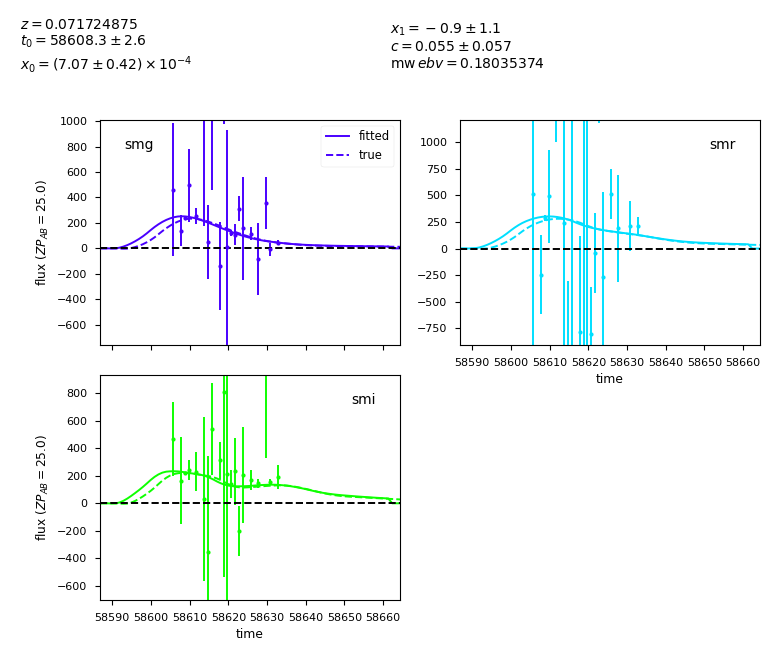 z = 0.071724875
t₀ = 58608.3 ± 2.6
x₀ = (7.07 ± 0.42) × 10⁻⁴
x₁ = −0.9 ± 1.1
c = 0.055 ± 0.057
mw ebv = 0.18035374
smg
fitted
true
1000
800
600
400
200
0
−200
−400
−600
flux (ZP_AB = 25.0)
smr
1000
750
500
250
0
−250
−500
−750
58590 58600 58610 58620 58630 58640 58650 58660
time
smi
800
600
400
200
0
−200
−400
−600
flux (ZP_AB = 25.0)
58590 58600 58610 58620 58630 58640 58650 58660
time